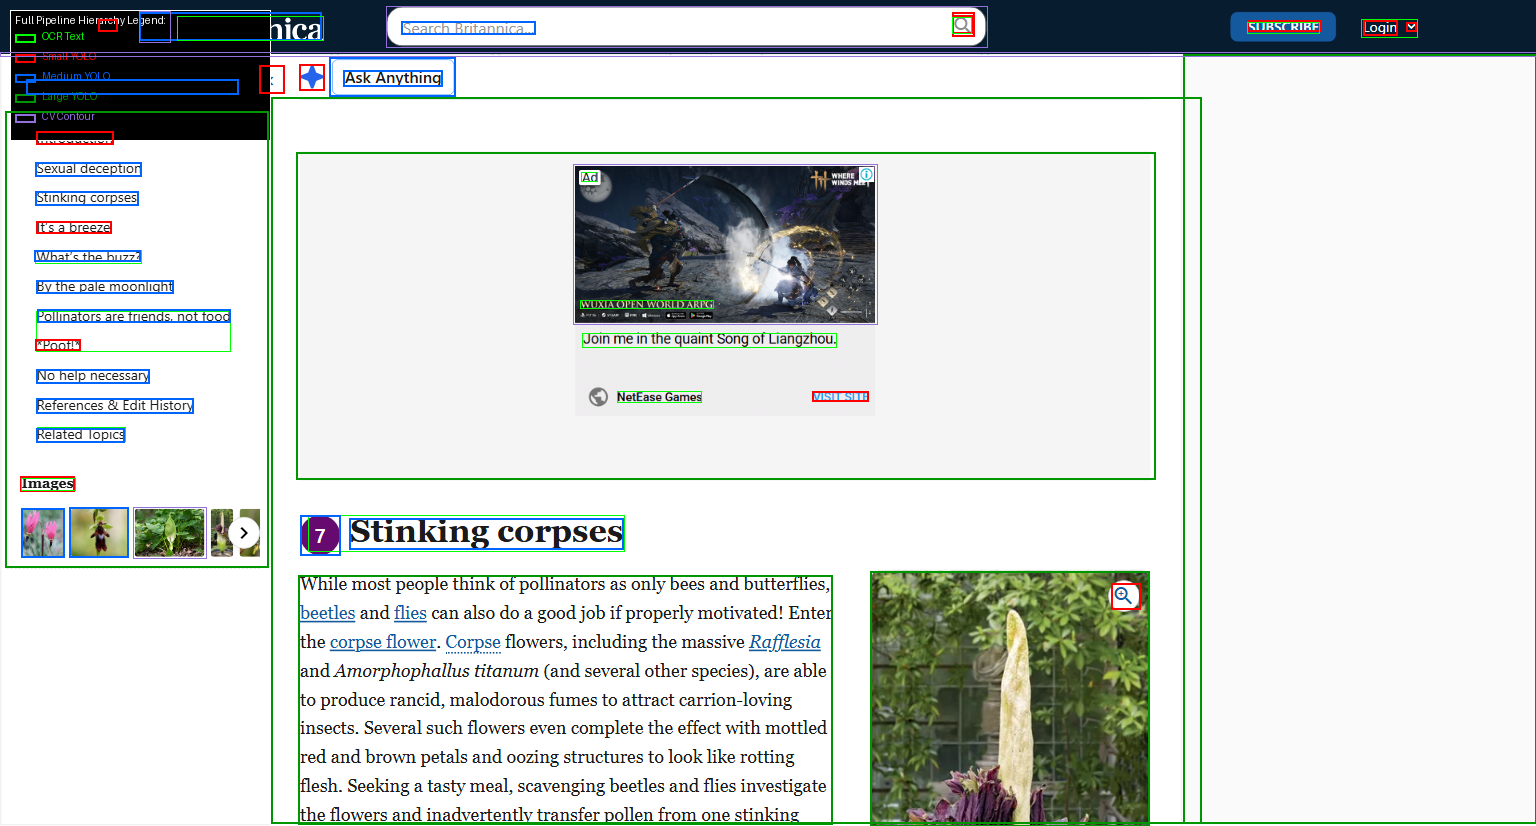 Full Pipeline Hierarchy Legend:
OCR Text
Small YOLO
Medium YOLO
Large YOLO
CV Contour
Search Britannica...
SUBSCRIBE
Login
Ask Anything
Introduction
Sexual deception
Stinking corpses
It's a breeze
What's the buzz?
By the pale moonlight
Pollinators are friends, not food
*Poof!*
No help necessary
References & Edit History
Related Topics
Images
Ad
WHERE
WINDS MEET
WUXIA OPEN WORLD ARPG
Join me in the quaint Song of Liangzhou.
NetEase Games
VISIT SITE
7
Stinking corpses
While most people think of pollinators as only bees and butterflies,
beetles and flies can also do a good job if properly motivated! Enter
the corpse flower. Corpse flowers, including the massive Rafflesia
and Amorphophallus titanum (and several other species), are able
to produce rancid, malodorous fumes to attract carrion-loving
insects. Several such flowers even complete the effect with mottled
red and brown petals and oozing structures to look like rotting
flesh. Seeking a tasty meal, scavenging beetles and flies investigate
the flowers and inadvertently transfer pollen from one stinking